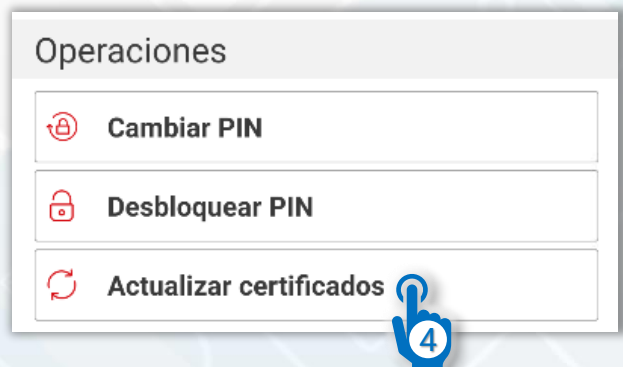 Operaciones
Cambiar PIN
Desbloquear PIN
Actualizar certificados
4